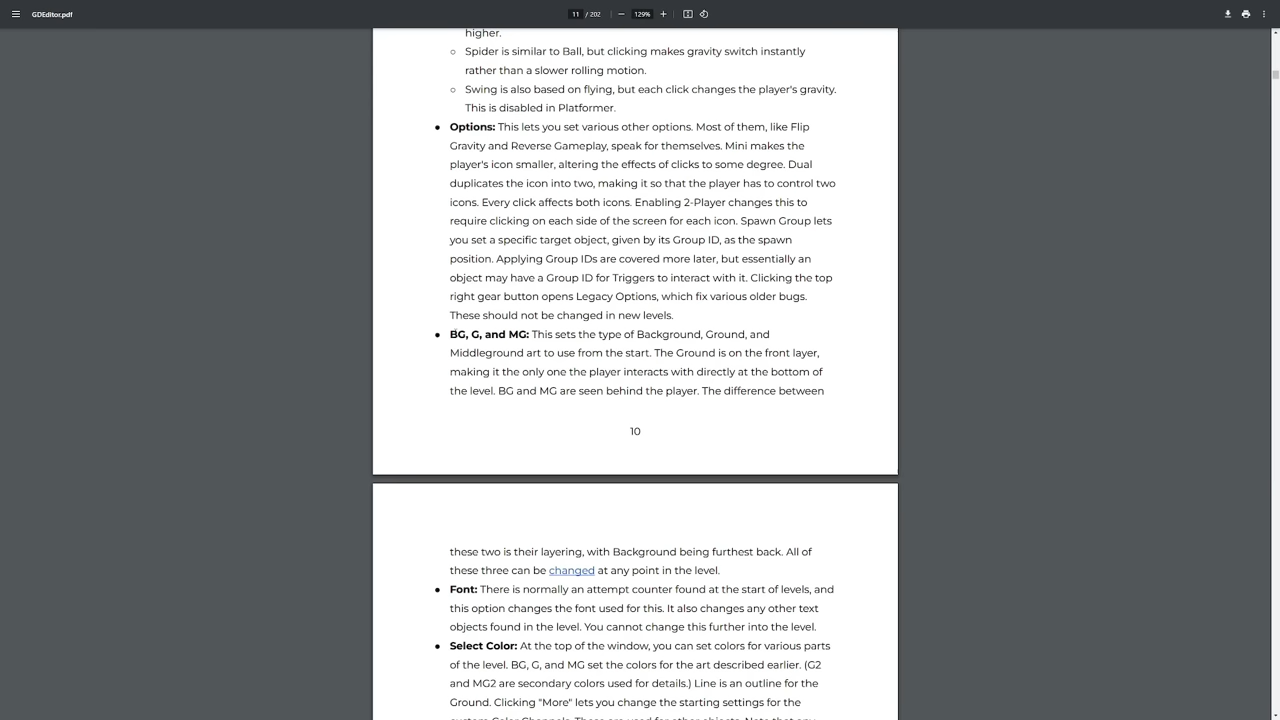 GDEditor.pdf
11 / 202
129%
higher.
○ Spider is similar to Ball, but clicking makes gravity switch instantly
rather than a slower rolling motion.
○ Swing is also based on flying, but each click changes the player's gravity.
This is disabled in Platformer.
● Options: This lets you set various other options. Most of them, like Flip
Gravity and Reverse Gameplay, speak for themselves. Mini makes the
player's icon smaller, altering the effects of clicks to some degree. Dual
duplicates the icon into two, making it so that the player has to control two
icons. Every click affects both icons. Enabling 2-Player changes this to
require clicking on each side of the screen for each icon. Spawn Group lets
you set a specific target object, given by its Group ID, as the spawn
position. Applying Group IDs are covered more later, but essentially an
object may have a Group ID for Triggers to interact with it. Clicking the top
right gear button opens Legacy Options, which fix various older bugs.
These should not be changed in new levels.
● BG, G, and MG: This sets the type of Background, Ground, and
Middleground art to use from the start. The Ground is on the front layer,
making it the only one the player interacts with directly at the bottom of
the level. BG and MG are seen behind the player. The difference between
10
these two is their layering, with Background being furthest back. All of
these three can be changed at any point in the level.
● Font: There is normally an attempt counter found at the start of levels, and
this option changes the font used for this. It also changes any other text
objects found in the level. You cannot change this further into the level.
● Select Color: At the top of the window, you can set colors for various parts
of the level. BG, G, and MG set the colors for the art described earlier. (G2
and MG2 are secondary colors used for details.) Line is an outline for the
Ground. Clicking "More" lets you change the starting settings for the
custom Color Channels. These are used for other objects. Note that any